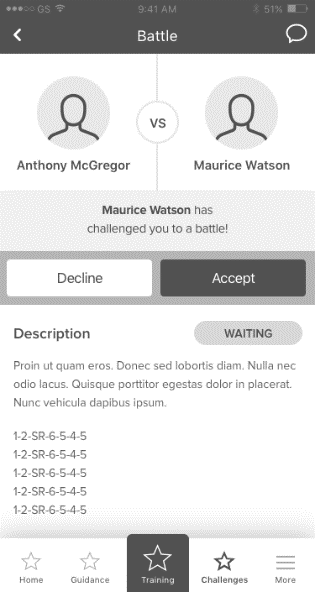 GS 9:41 AM 51%
Battle
VS
Anthony McGregor Maurice Watson
Maurice Watson has
challenged you to a battle!
Decline Accept
Description WAITING
Proin ut quam eros. Donec sed lobortis diam. Nulla nec
odio lacus. Quisque porttitor egestas dolor in placerat.
Nunc vehicula dapibus ipsum.
1-2-SR-6-5-4-5
1-2-SR-6-5-4-5
1-2-SR-6-5-4-5
1-2-SR-6-5-4-5
1-2-SR-6-5-4-5
Home Guidance Training Challenges More